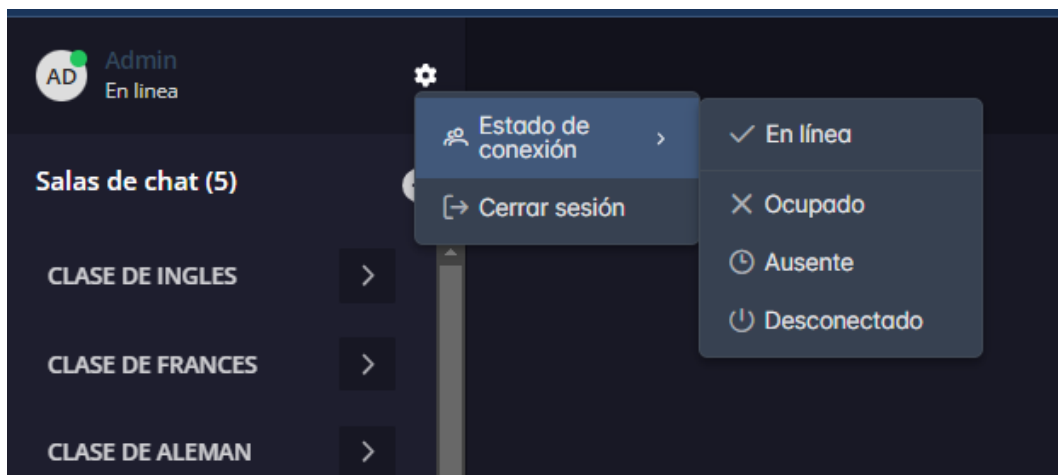 AD
Admin
En linea
Estado de
conexión
Cerrar sesión
En línea
Ocupado
Ausente
Desconectado
Salas de chat (5)
CLASE DE INGLES
CLASE DE FRANCES
CLASE DE ALEMAN